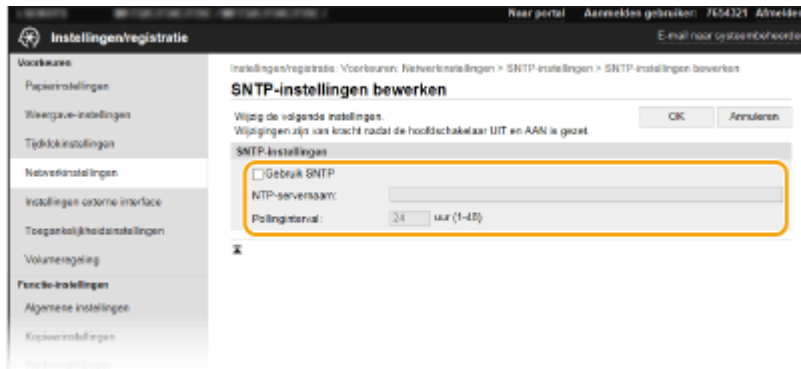 Naar portal Aanmelden gebruiker: 7654321 Afmelden
Instellingen/registratie
E-mail naar systeembeheerder
Voorkeuren
Papierinstellingen
Weergave-instellingen
Tijdklokinstellingen
Netwerkinstellingen
Instellingen externe interface
Toegankelijkheidsinstellingen
Volumeregeling
Functie-instellingen
Algemene instellingen
Kopieerinstellingen
Instellingen/registratie: Voorkeuren: Netwerkinstellingen > SNTP-instellingen > SNTP-instellingen bewerken
SNTP-instellingen bewerken
Wijzig de volgende instellingen.
Wijzigingen zijn van kracht nadat de hoofdschakelaar UIT en AAN is gezet.
OK Annuleren
SNTP-instellingen
Gebruik SNTP
NTP-servernaam:
Pollinginterval: 24 uur (1-48)